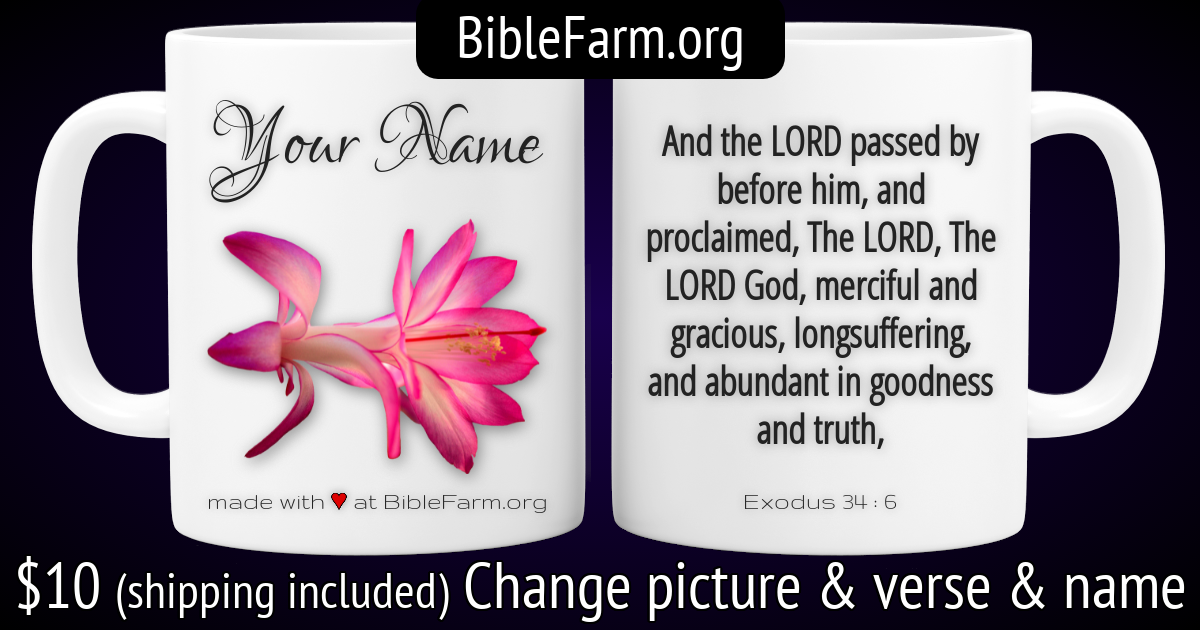 BibleFarm.org
Your Name
made with ♥ at BibleFarm.org
And the LORD passed by
before him, and
proclaimed, The LORD, The
LORD God, merciful and
gracious, longsuffering,
and abundant in goodness
and truth,
Exodus 34 : 6
$10 (shipping included) Change picture & verse & name